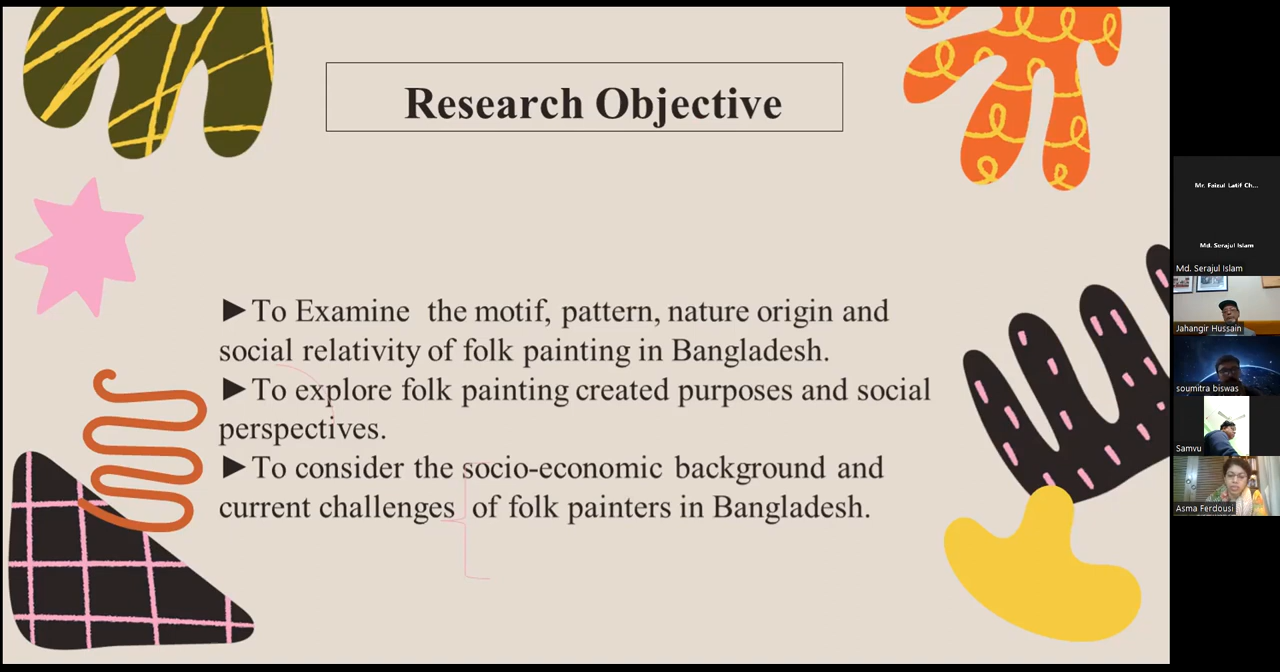 Research Objective
►To Examine the motif, pattern, nature origin and
social relativity of folk painting in Bangladesh.
►To explore folk painting created purposes and social
perspectives.
►To consider the socio-economic background and
current challenges of folk painters in Bangladesh.
Mr. Faizul Latif Ch...
Md. Serajul Islam
Md. Serajul Islam
Jahangir Hussain
soumitra biswas
Samvu
Asma Ferdousi